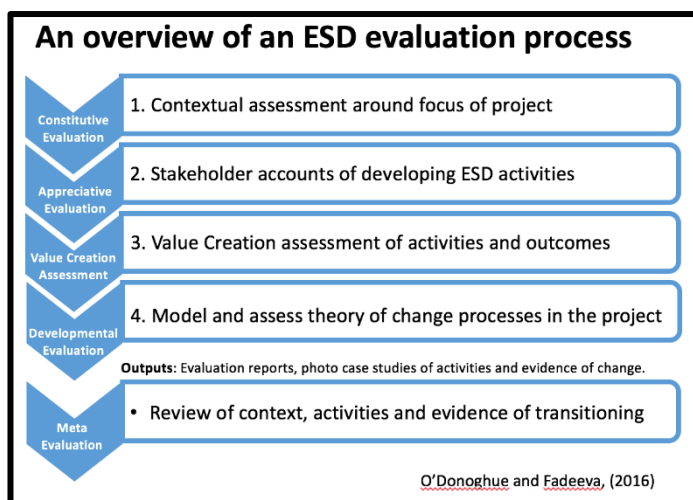 An overview of an ESD evaluation process
Constitutive
Evaluation
1. Contextual assessment around focus of project
Appreciative
Evaluation
2. Stakeholder accounts of developing ESD activities
Value Creation
Assessment
3. Value Creation assessment of activities and outcomes
Developmental
Evaluation
4. Model and assess theory of change processes in the project
Outputs: Evaluation reports, photo case studies of activities and evidence of change.
Meta
Evaluation
• Review of context, activities and evidence of transitioning
O'Donoghue and Fadeeva, (2016)